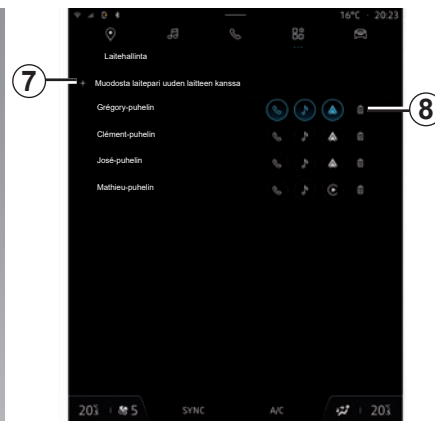 16°C · 20:23
Laitehallinta
7
+ Muodosta laitepari uuden laitteen kanssa
Grégory-puhelin
8
Clément-puhelin
José-puhelin
Mathieu-puhelin
5
SYNC
A/C